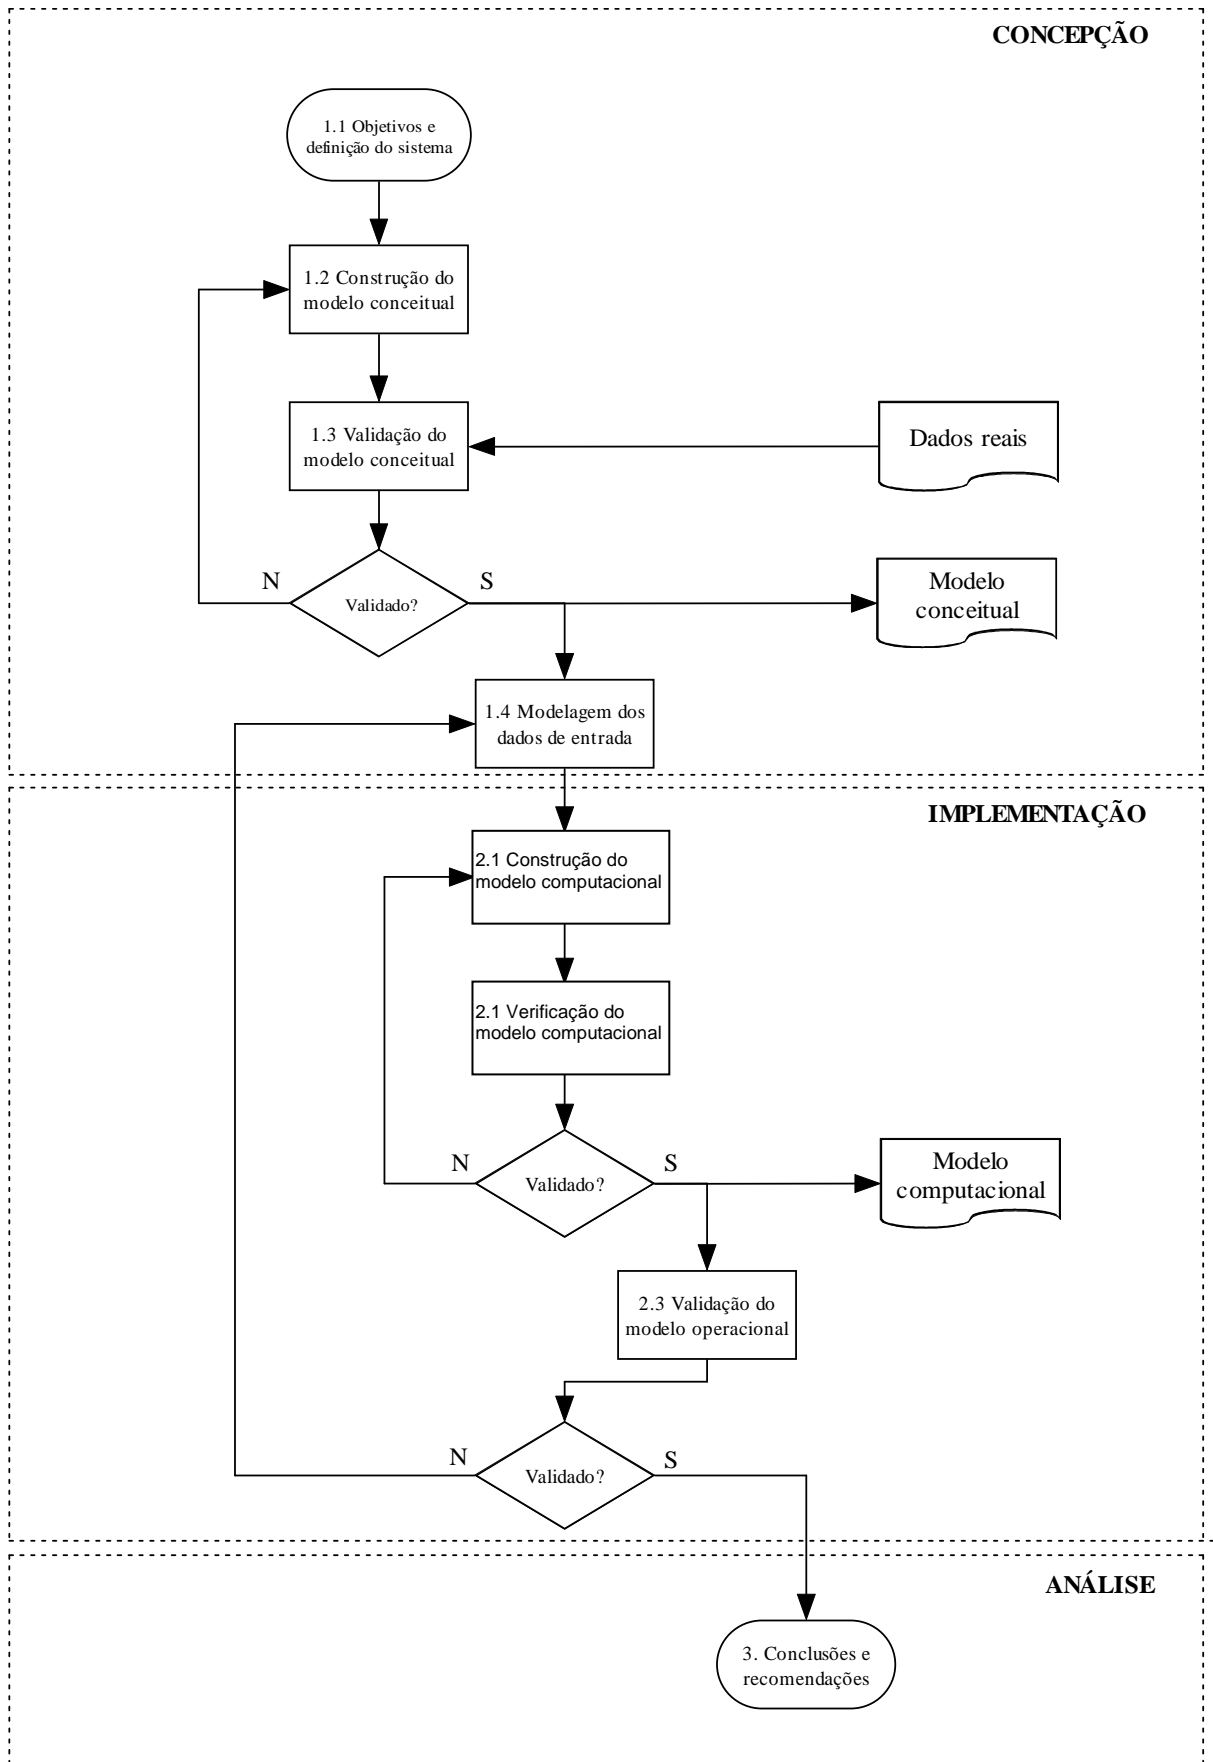 CONCEPÇÃO
1.1 Objetivos e
definição do sistema
1.2 Construção do
modelo conceitual
1.3 Validação do
modelo conceitual
Dados reais
N
S
Validado?
Modelo
conceitual
1.4 Modelagem dos
dados de entrada
IMPLEMENTAÇÃO
2.1 Construção do
modelo computacional
2.1 Verificação do
modelo computacional
N
S
Validado?
Modelo
computacional
2.3 Validação do
modelo operacional
N
S
Validado?
ANÁLISE
3. Conclusões e
recomendações